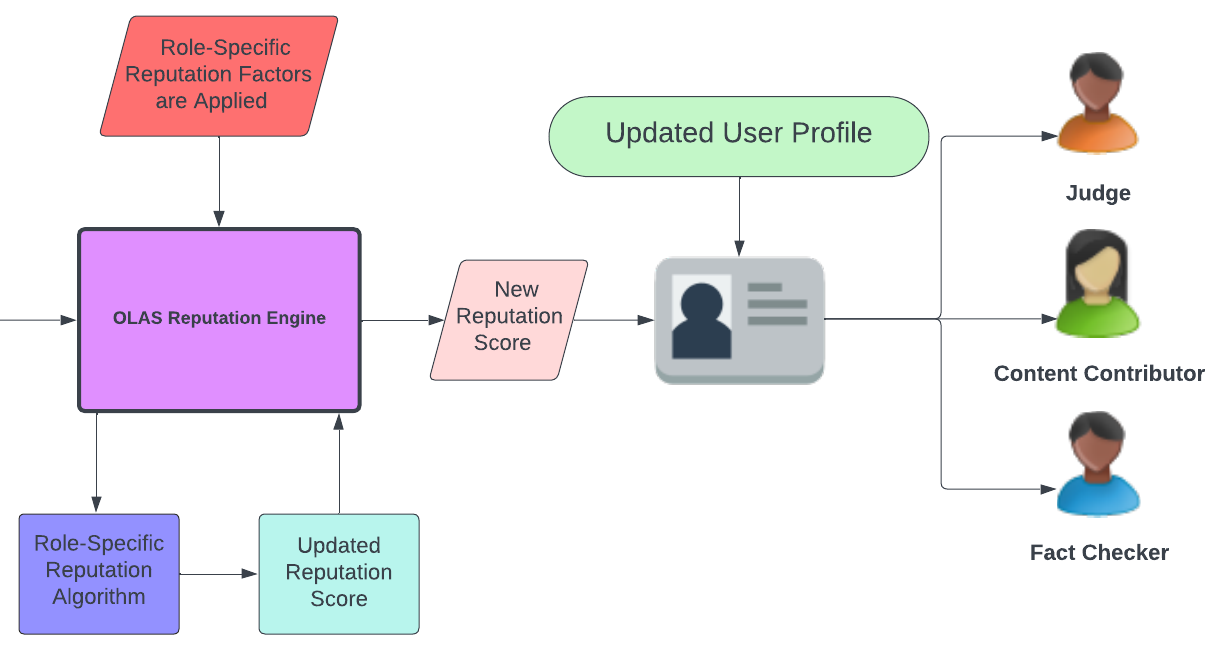 Role-Specific
Reputation Factors
are Applied
Updated User Profile
Judge
OLAS Reputation Engine
New
Reputation
Score
Content Contributor
Role-Specific
Reputation
Algorithm
Updated
Reputation
Score
Fact Checker